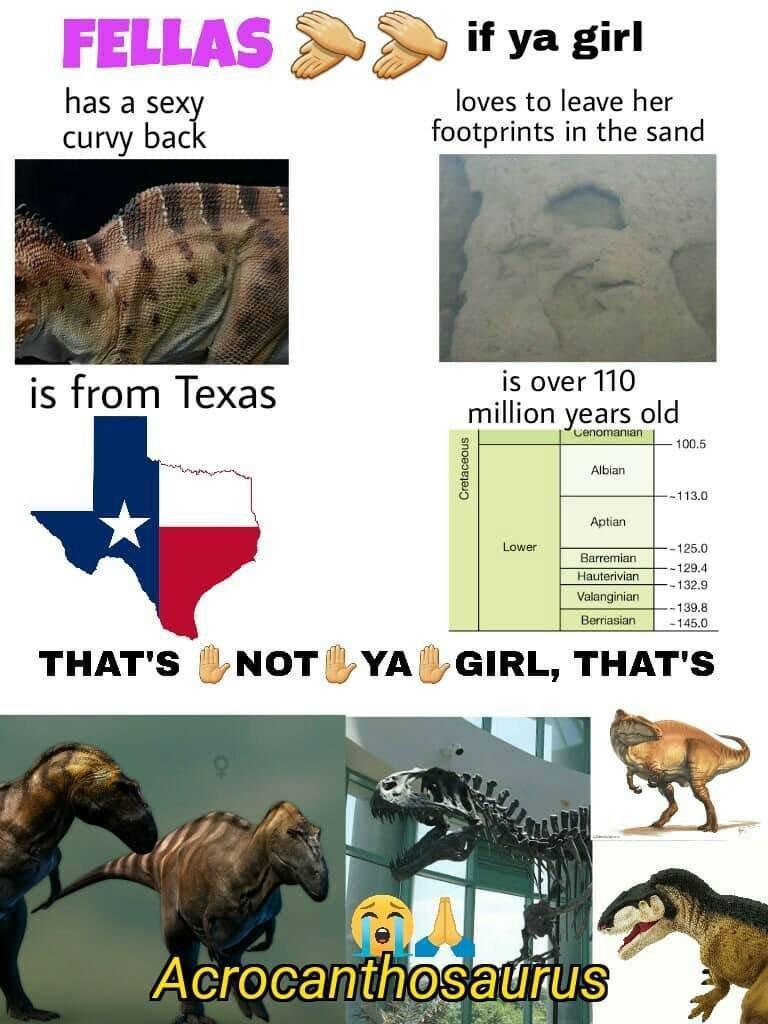 FELLAS 👏👏 if ya girl
has a sexy
curvy back
loves to leave her
footprints in the sand
is from Texas
is over 110
million years old
Cretaceous
Lower
Cenomanian
100.5
Albian
~113.0
Aptian
~125.0
Barremian
~129.4
Hauterivian
~132.9
Valanginian
~139.8
Berriasian
~145.0
THAT'S ✋NOT✋YA✋GIRL, THAT'S
♀
😭🙏
Acrocanthosaurus